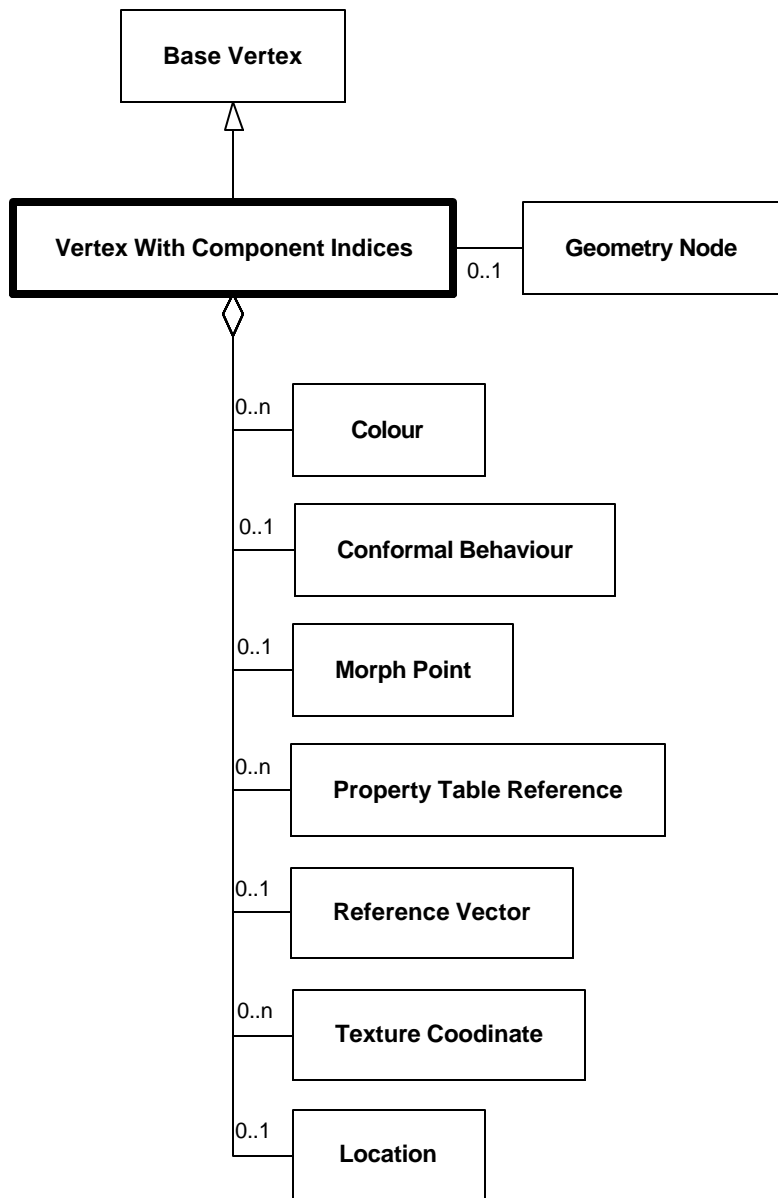 Base Vertex
Vertex With Component Indices
Geometry Node
0..1
0..n
Colour
0..1
Conformal Behaviour
0..1
Morph Point
0..n
Property Table Reference
0..1
Reference Vector
0..n
Texture Coodinate
0..1
Location